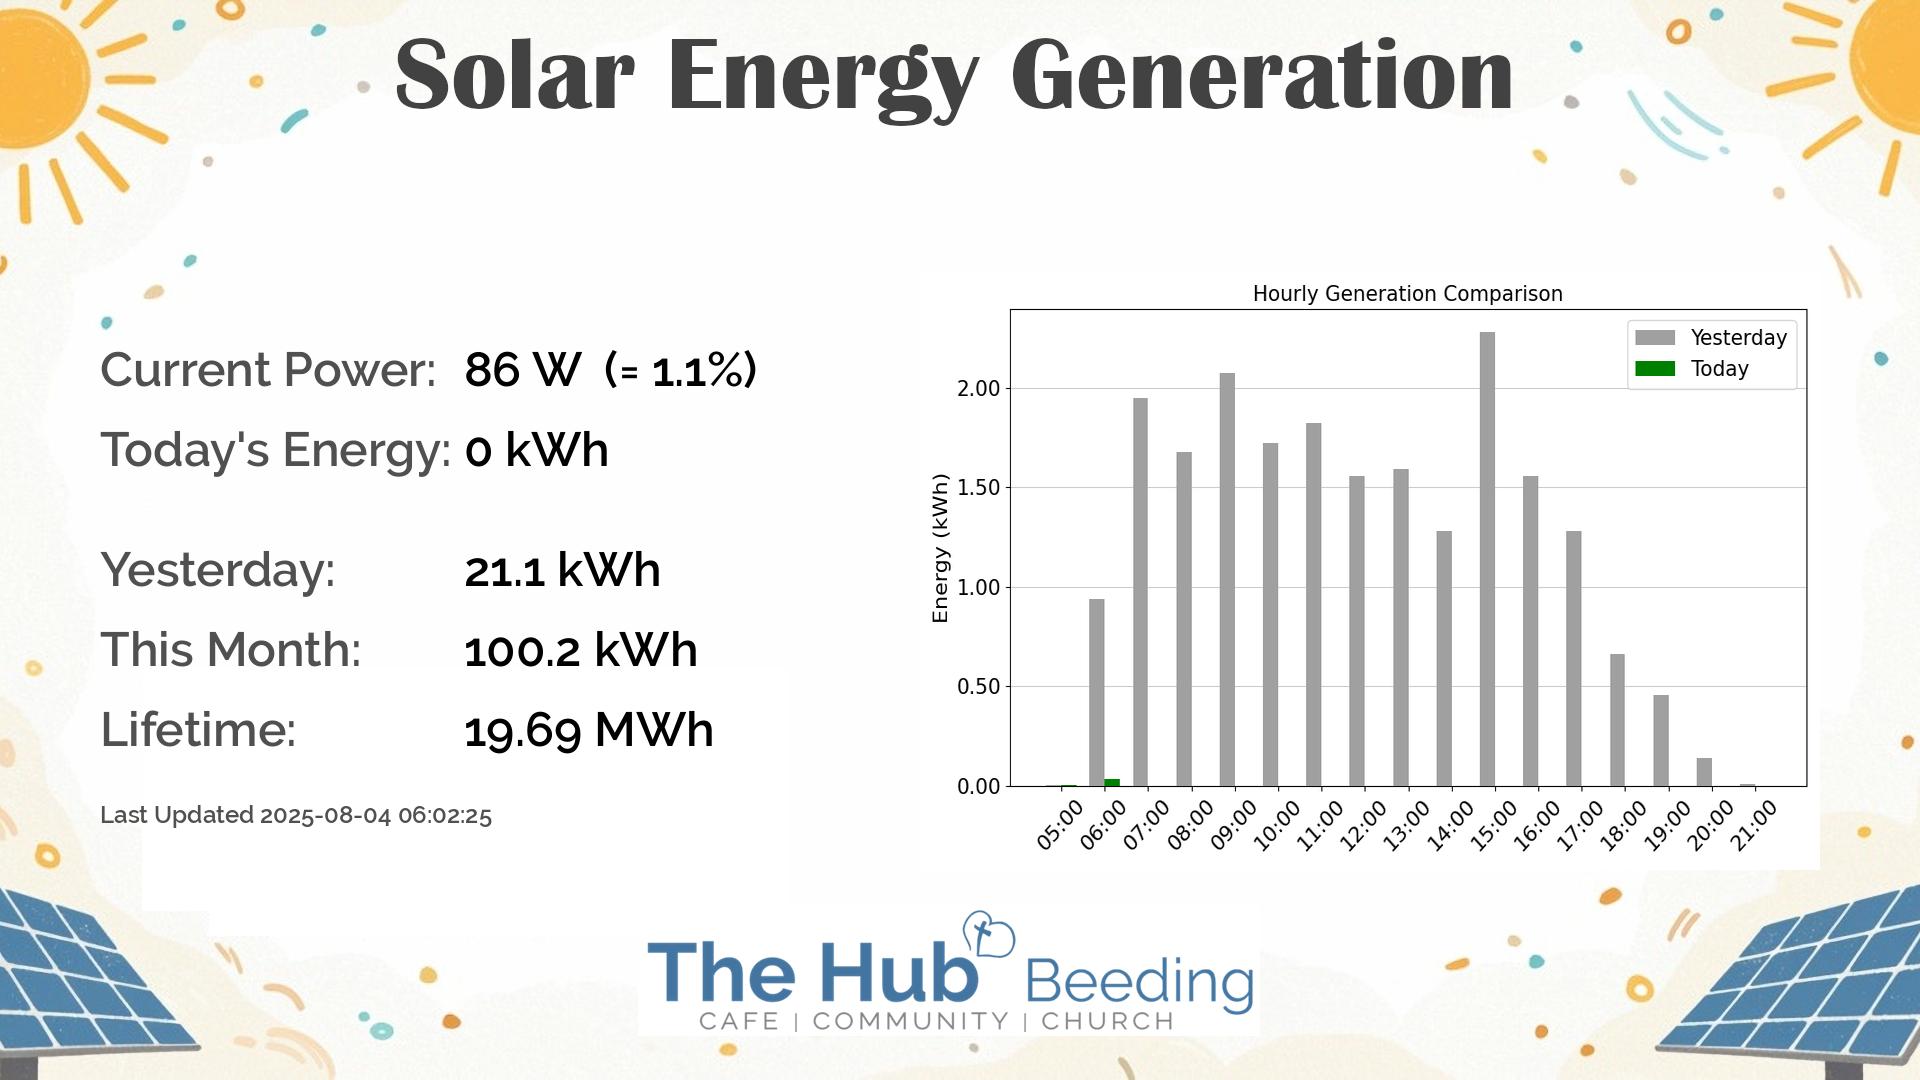 Solar Energy Generation
Current Power: 86 W (= 1.1%)
Today's Energy: 0 kWh
Yesterday: 21.1 kWh
This Month: 100.2 kWh
Lifetime: 19.69 MWh
Last Updated 2025-08-04 06:02:25
Hourly Generation Comparison
Yesterday
Today
Energy (kWh)
2.00
1.50
1.00
0.50
0.00
05:00 06:00 07:00 08:00 09:00 10:00 11:00 12:00 13:00 14:00 15:00 16:00 17:00 18:00 19:00 20:00 21:00
The Hub Beeding
CAFE | COMMUNITY | CHURCH